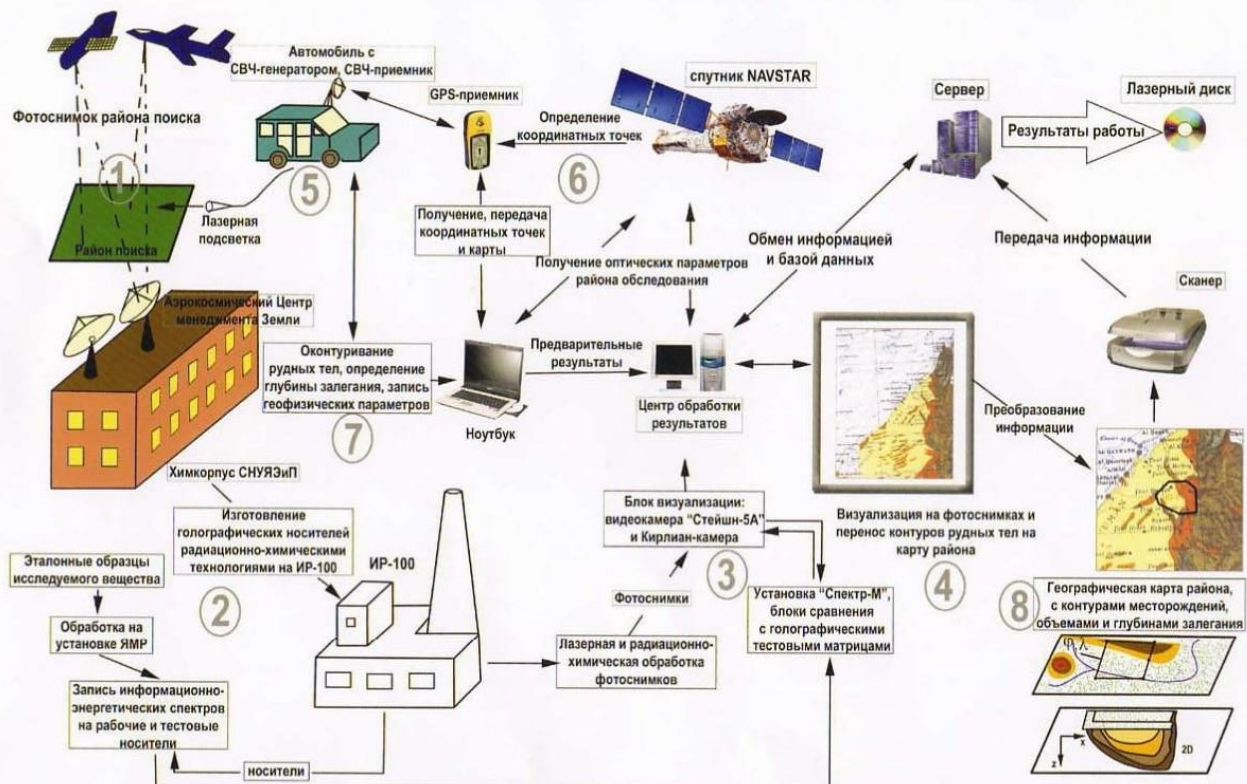 Автомобиль с
СВЧ-генератором, СВЧ-приемник
Фотоснимок района поиска
1
Район поиска
Лазерная
подсветка
5
GPS-приемник
Определение
координатных точек
6
спутник NAVSTAR
Сервер
Результаты работы
Лазерный диск
Получение, передача
координатных точек
и карты
Получение оптических параметров
района обследования
Обмен информацией
и базой данных
Передача информации
Сканер
Аэрокосмический Центр
менеджмента Земли
Оконтуривание
рудных тел, определение
глубины залегания, запись
геофизических параметров
7
Ноутбук
Предварительные
результаты
Центр обработки
результатов
Преобразование
информации
Химкорпус СНУЯЭиП
Изготовление
голографических носителей
радиационно-химическими
технологиями на ИР-100
2
Эталонные образцы
исследуемого вещества
Обработка на
установке ЯМР
Запись информационно-
энергетических спектров
на рабочие и тестовые
носители
носители
ИР-100
Лазерная и радиационно-
химическая обработка
фотоснимков
Фотоснимки
Блок визуализации:
видеокамера “Стейшн-5А”
и Кирлиан-камера
3
Установка “Спектр-М”,
блоки сравнения
с голографическими
тестовыми матрицами
Визуализация на фотоснимках и
перенос контуров рудных тел на
карту района
4
8
Географическая карта района,
с контурами месторождений,
объемами и глубинами залегания
φ λ
x
z
2D